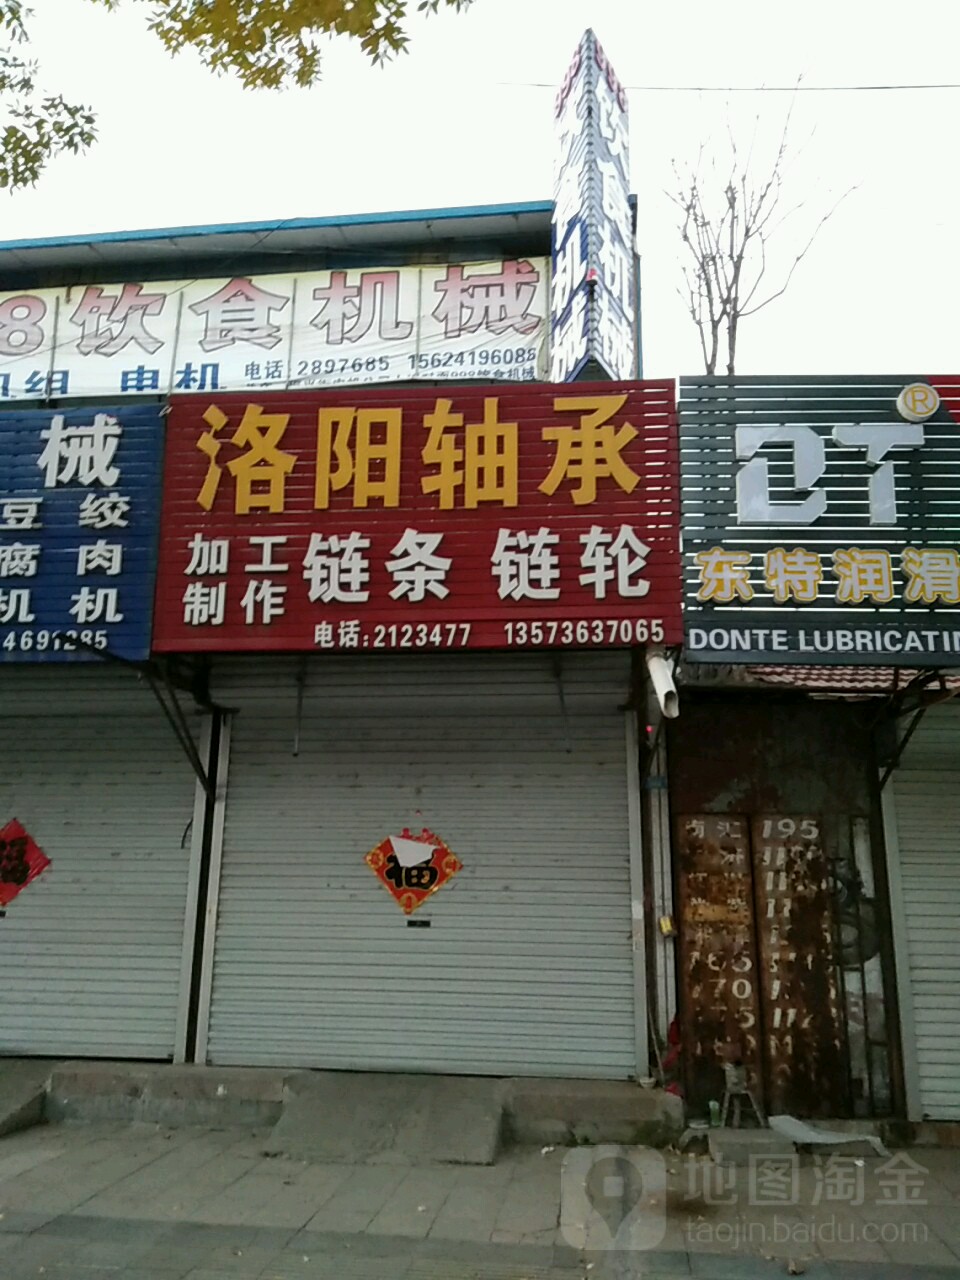 8饮食机械
机组 电机
电话: 2897685 15624196088
械
豆 绞
腐 肉
机 机
4691285
洛阳轴承
加工
制作
链条 链轮
电话:2123477 13573637065
®
DT
东特润滑
DONTE LUBRICATIN
福
195
地图淘金
taojin.baidu.com